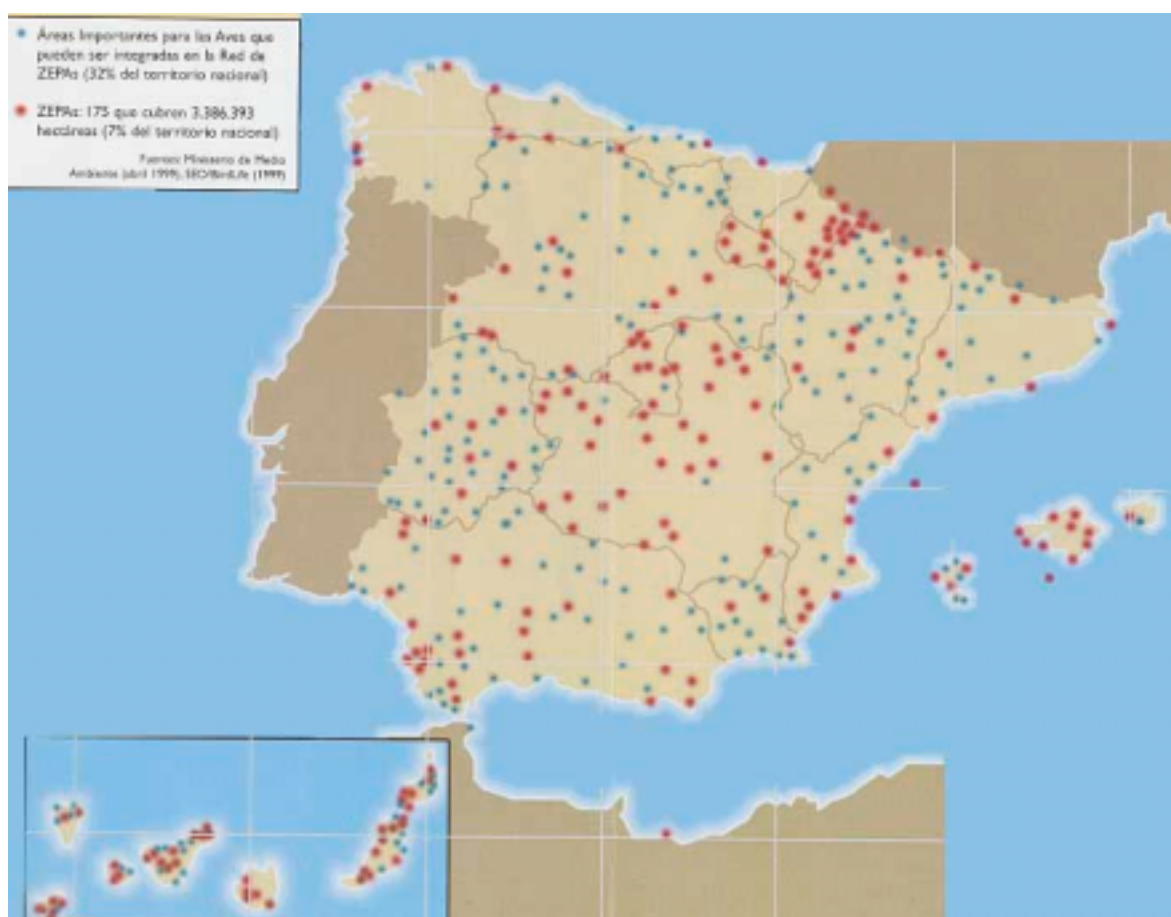 Áreas Importantes para las Aves que
pueden ser integradas en la Red de
ZEPAs (32% del territorio nacional)
ZEPAs: 175 que cubren 3.386.393
hectáreas (7% del territorio nacional)
Fuentes: Ministerio de Medio
Ambiente (abril 1999), SEO/BirdLife (1999)